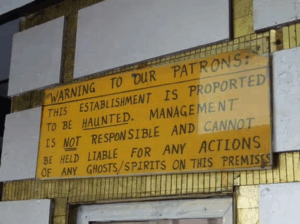 "WARNING TO OUR PATRONS:"
THIS ESTABLISHMENT IS PROPORTED
TO BE HAUNTED. MANAGEMENT
IS NOT RESPONSIBLE AND CANNOT
BE HELD LIABLE FOR ANY ACTIONS
OF ANY GHOSTS/SPIRITS ON THIS PREMISES